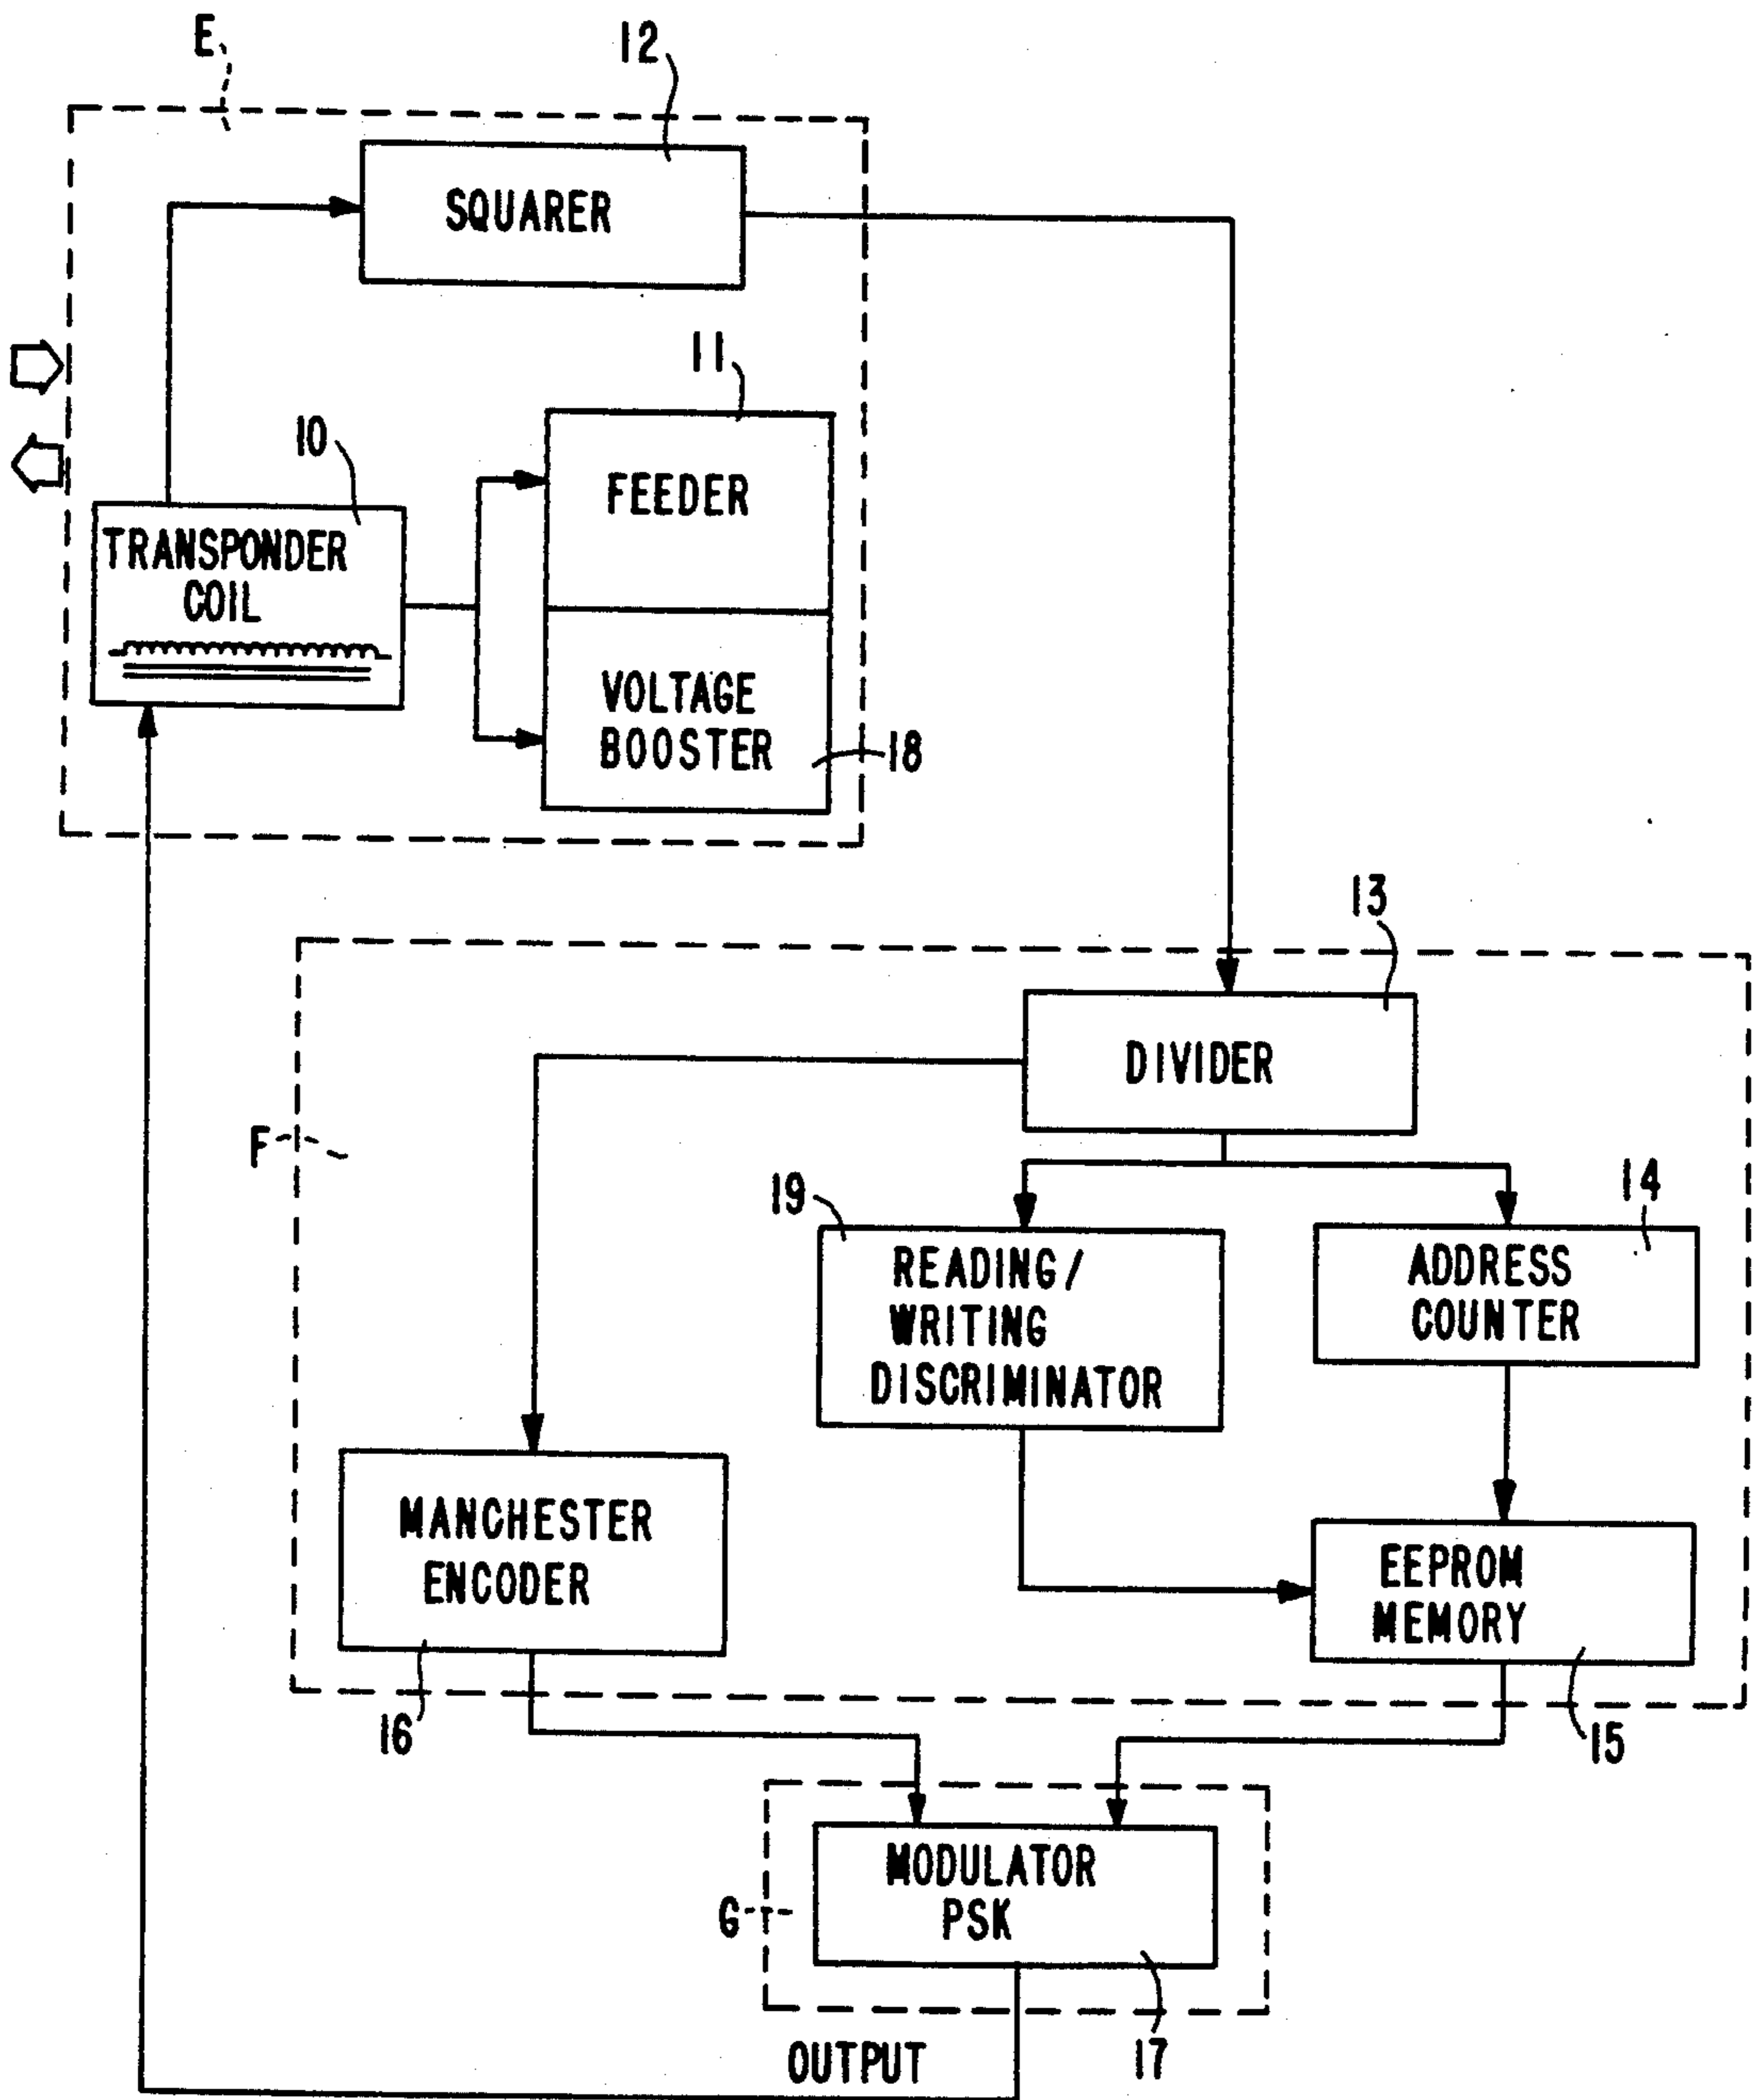 E
12
SQUARER
11
10
FEEDER
TRANSPONDER
COIL
VOLTAGE
BOOSTER
18
13
DIVIDER
F
19
14
READING/
WRITING
DISCRIMINATOR
ADDRESS
COUNTER
MANCHESTER
ENCODER
EEPROM
MEMORY
16
15
MODULATOR
PSK
G
OUTPUT
17